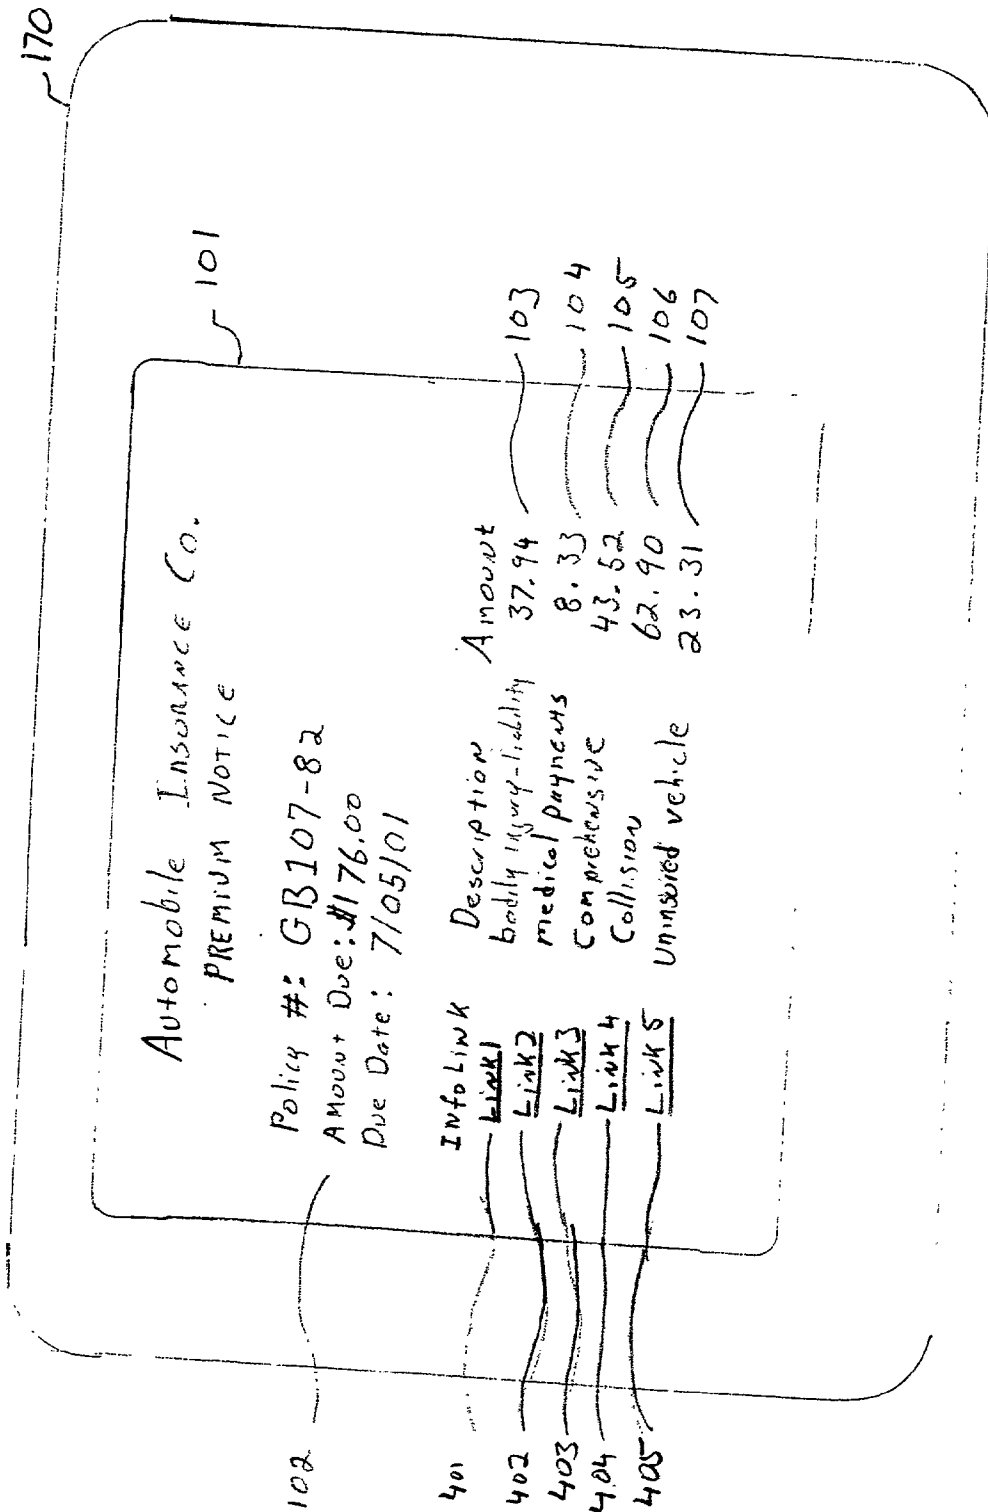 170
101
Automobile INSURANCE Co.
PREMIUM NOTICE
102
Policy #: GB107-82
AMOUNT DUE: $176.00
Due Date: 7/05/01
INFO LINK Description Amount
401 LINK1 bodily injury-liability 37.94 103
402 LINK2 medical payments 8.33 104
403 LINK3 Comprehensive 43.52 105
404 LINK4 Collision 62.90 106
405 LINK5 Uninsured vehicle 23.31 107